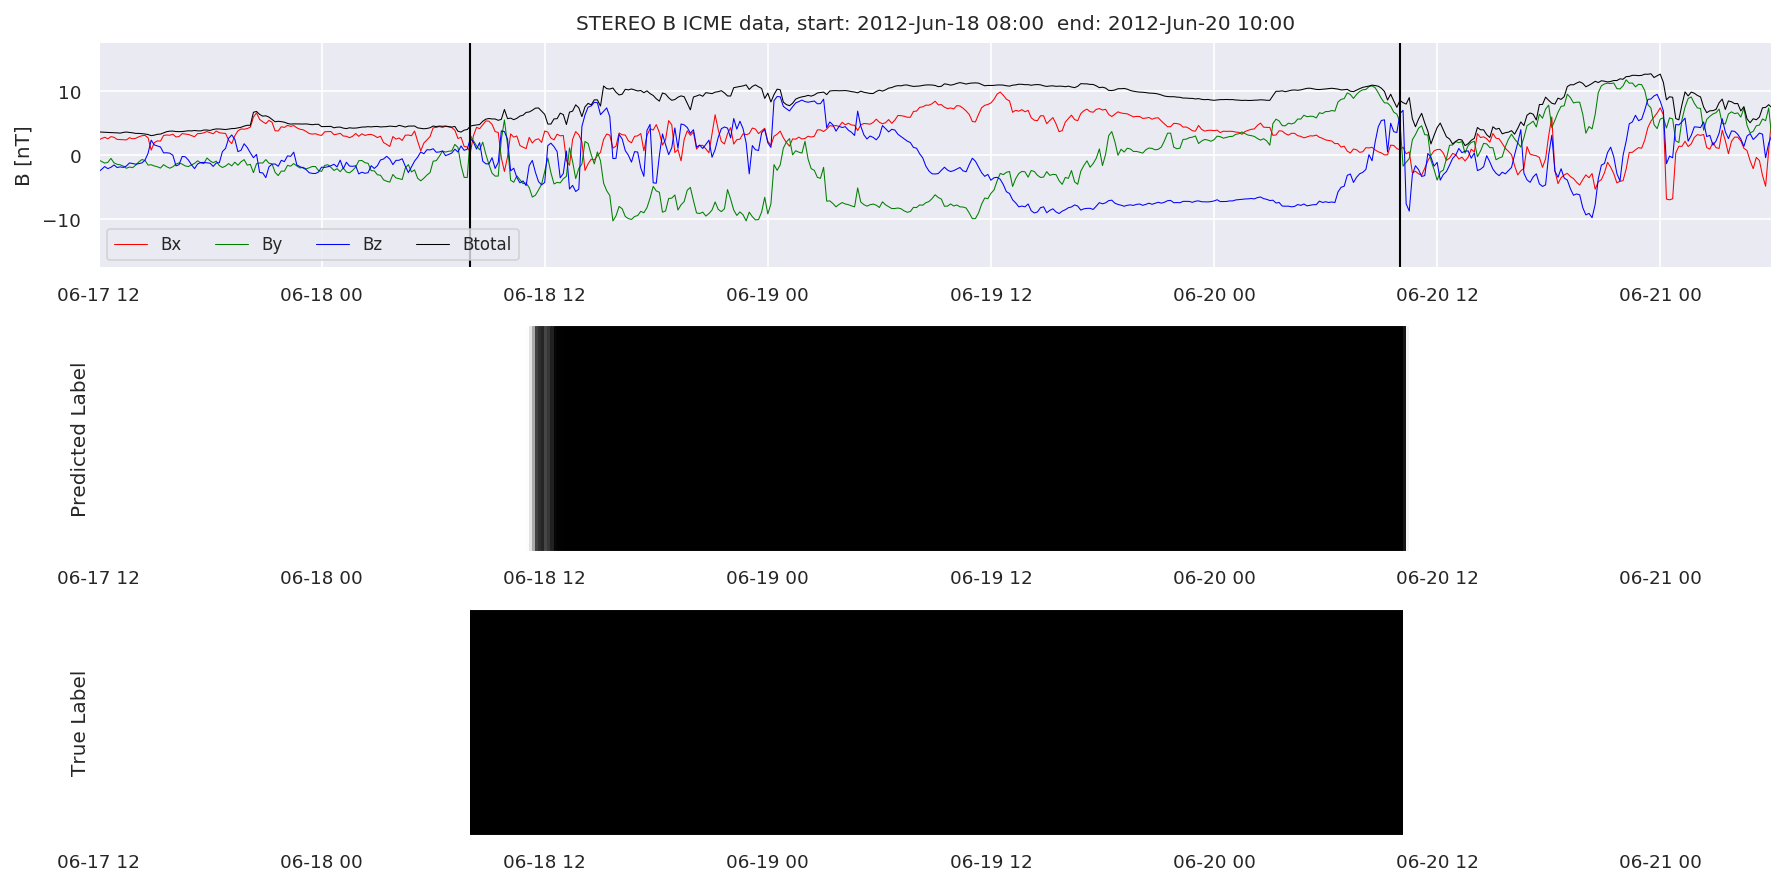 STEREO B ICME data, start: 2012-Jun-18 08:00  end: 2012-Jun-20 10:00
B [nT]
10
0
−10
Bx By Bz Btotal
06-17 12 06-18 00 06-18 12 06-19 00 06-19 12 06-20 00 06-20 12 06-21 00
Predicted Label
06-17 12 06-18 00 06-18 12 06-19 00 06-19 12 06-20 00 06-20 12 06-21 00
True Label
06-17 12 06-18 00 06-18 12 06-19 00 06-19 12 06-20 00 06-20 12 06-21 00